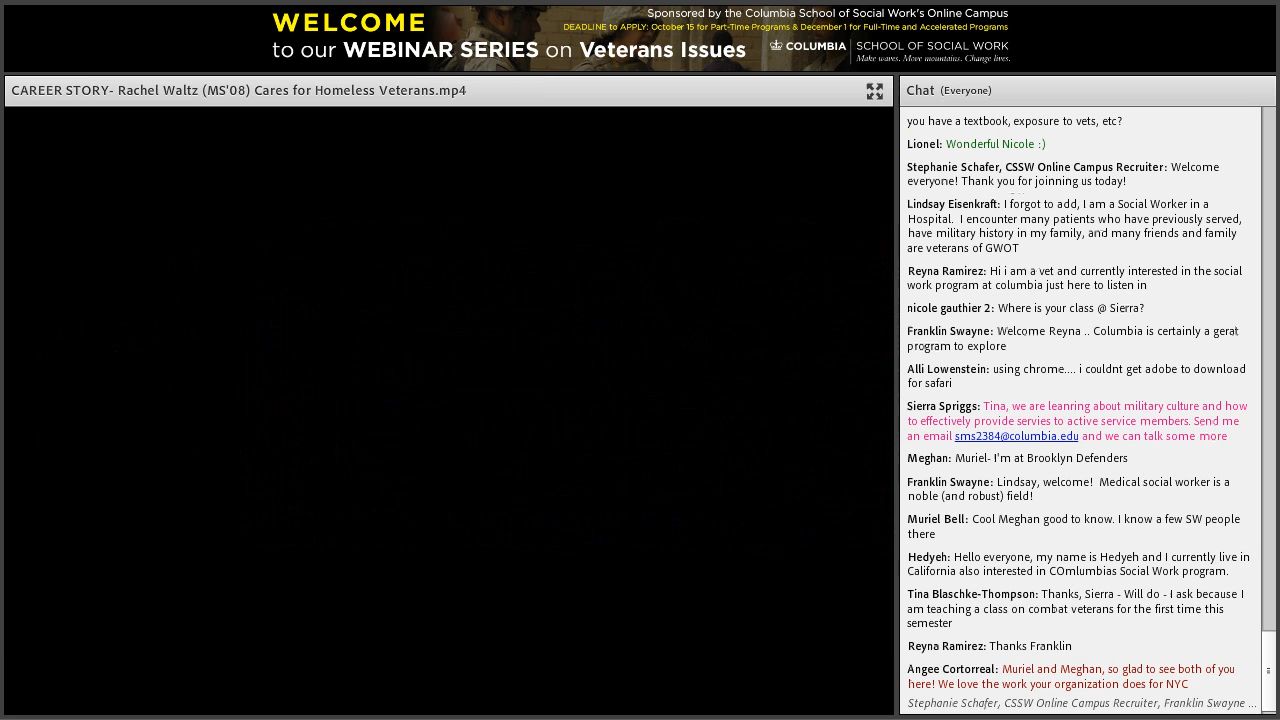 WELCOME
to our WEBINAR SERIES on Veterans Issues
Sponsored by the Columbia School of Social Work's Online Campus
DEADLINE to APPLY: October 15 for Part-Time Programs & December 1 for Full-Time and Accelerated Programs
COLUMBIA | SCHOOL OF SOCIAL WORK
Make waves. Move mountains. Change lives.
CAREER STORY- Rachel Waltz (MS'08) Cares for Homeless Veterans.mp4
Chat (Everyone)
you have a textbook, exposure to vets, etc?
Lionel: Wonderful Nicole :)
Stephanie Schafer, CSSW Online Campus Recruiter: Welcome
everyone! Thank you for joinning us today!
Lindsay Eisenkraft: I forgot to add, I am a Social Worker in a
Hospital. I encounter many patients who have previously served,
have military history in my family, and many friends and family
are veterans of GWOT
Reyna Ramirez: Hi i am a vet and currently interested in the social
work program at columbia just here to listen in
nicole gauthier 2: Where is your class @ Sierra?
Franklin Swayne: Welcome Reyna .. Columbia is certainly a gerat
program to explore
Alli Lowenstein: using chrome.... i couldnt get adobe to download
for safari
Sierra Spriggs: Tina, we are leanring about military culture and how
to effectively provide servies to active service members. Send me
an email sms2384@columbia.edu and we can talk some more
Meghan: Muriel- I'm at Brooklyn Defenders
Franklin Swayne: Lindsay, welcome! Medical social worker is a
noble (and robust) field!
Muriel Bell: Cool Meghan good to know. I know a few SW people
there
Hedyeh: Hello everyone, my name is Hedyeh and I currently live in
California also interested in COmlumbias Social Work program.
Tina Blaschke-Thompson: Thanks, Sierra - Will do - I ask because I
am teaching a class on combat veterans for the first time this
semester
Reyna Ramirez: Thanks Franklin
Angee Cortorreal: Muriel and Meghan, so glad to see both of you
here! We love the work your organization does for NYC
Stephanie Schafer, CSSW Online Campus Recruiter, Franklin Swayne ...